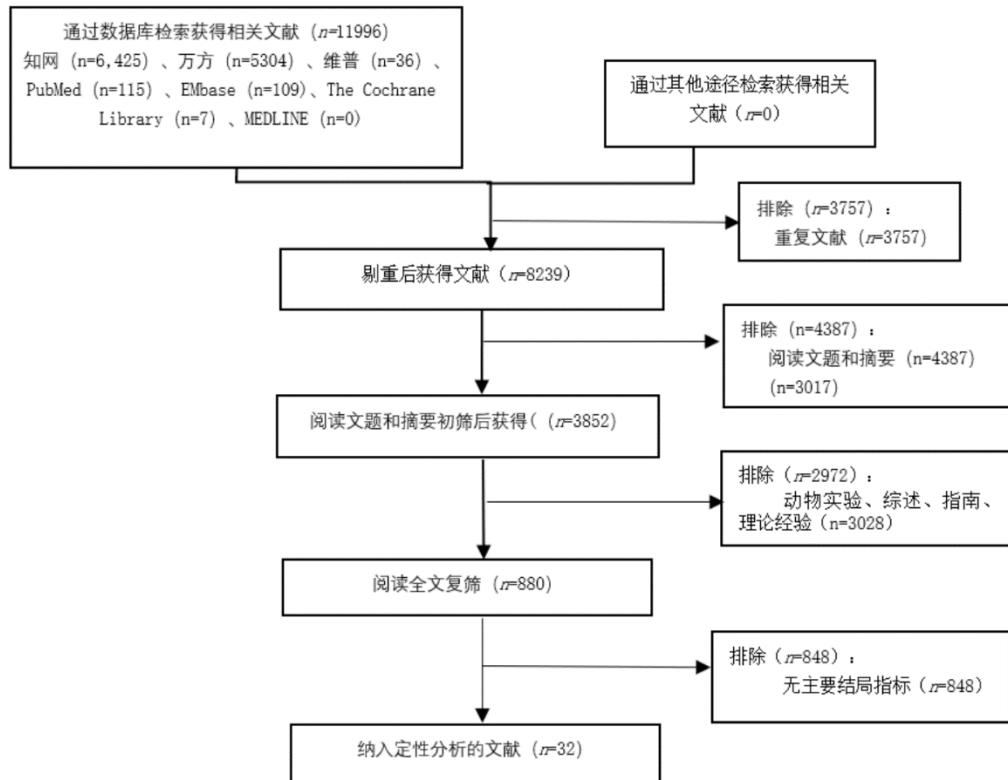 通过数据库检索获得相关文献 (n=11996)
知网 (n=6,425) 、万方 (n=5304) 、维普 (n=36) 、
PubMed (n=115) 、EMbase (n=109)、The Cochrane
Library (n=7) 、MEDLINE (n=0)
通过其他途径检索获得相关
文献（n=0）
排除 (n=3757) ：
重复文献 (n=3757)
剔重后获得文献（n=8239）
排除 (n=4387) ：
阅读文题和摘要 (n=4387)
(n=3017)
阅读文题和摘要初筛后获得( (n=3852)
排除（n=2972）：
动物实验、综述、指南、
理论经验（n=3028）
阅读全文复筛 (n=880)
排除（n=848）：
无主要结局指标（n=848）
纳入定性分析的文献 (n=32)